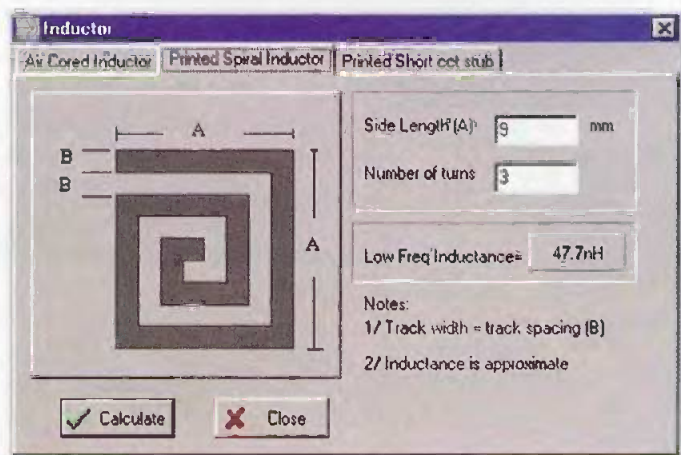 Inductor
Air Cored Inductor Printed Spiral Inductor Printed Short cct stub
A
B
B
A
Side Length (A) 9 mm
Number of turns 3
Low Freq Inductance= 47.7nH
Notes:
1/ Track width = track spacing (B)
2/ Inductance is approximate
Calculate Close